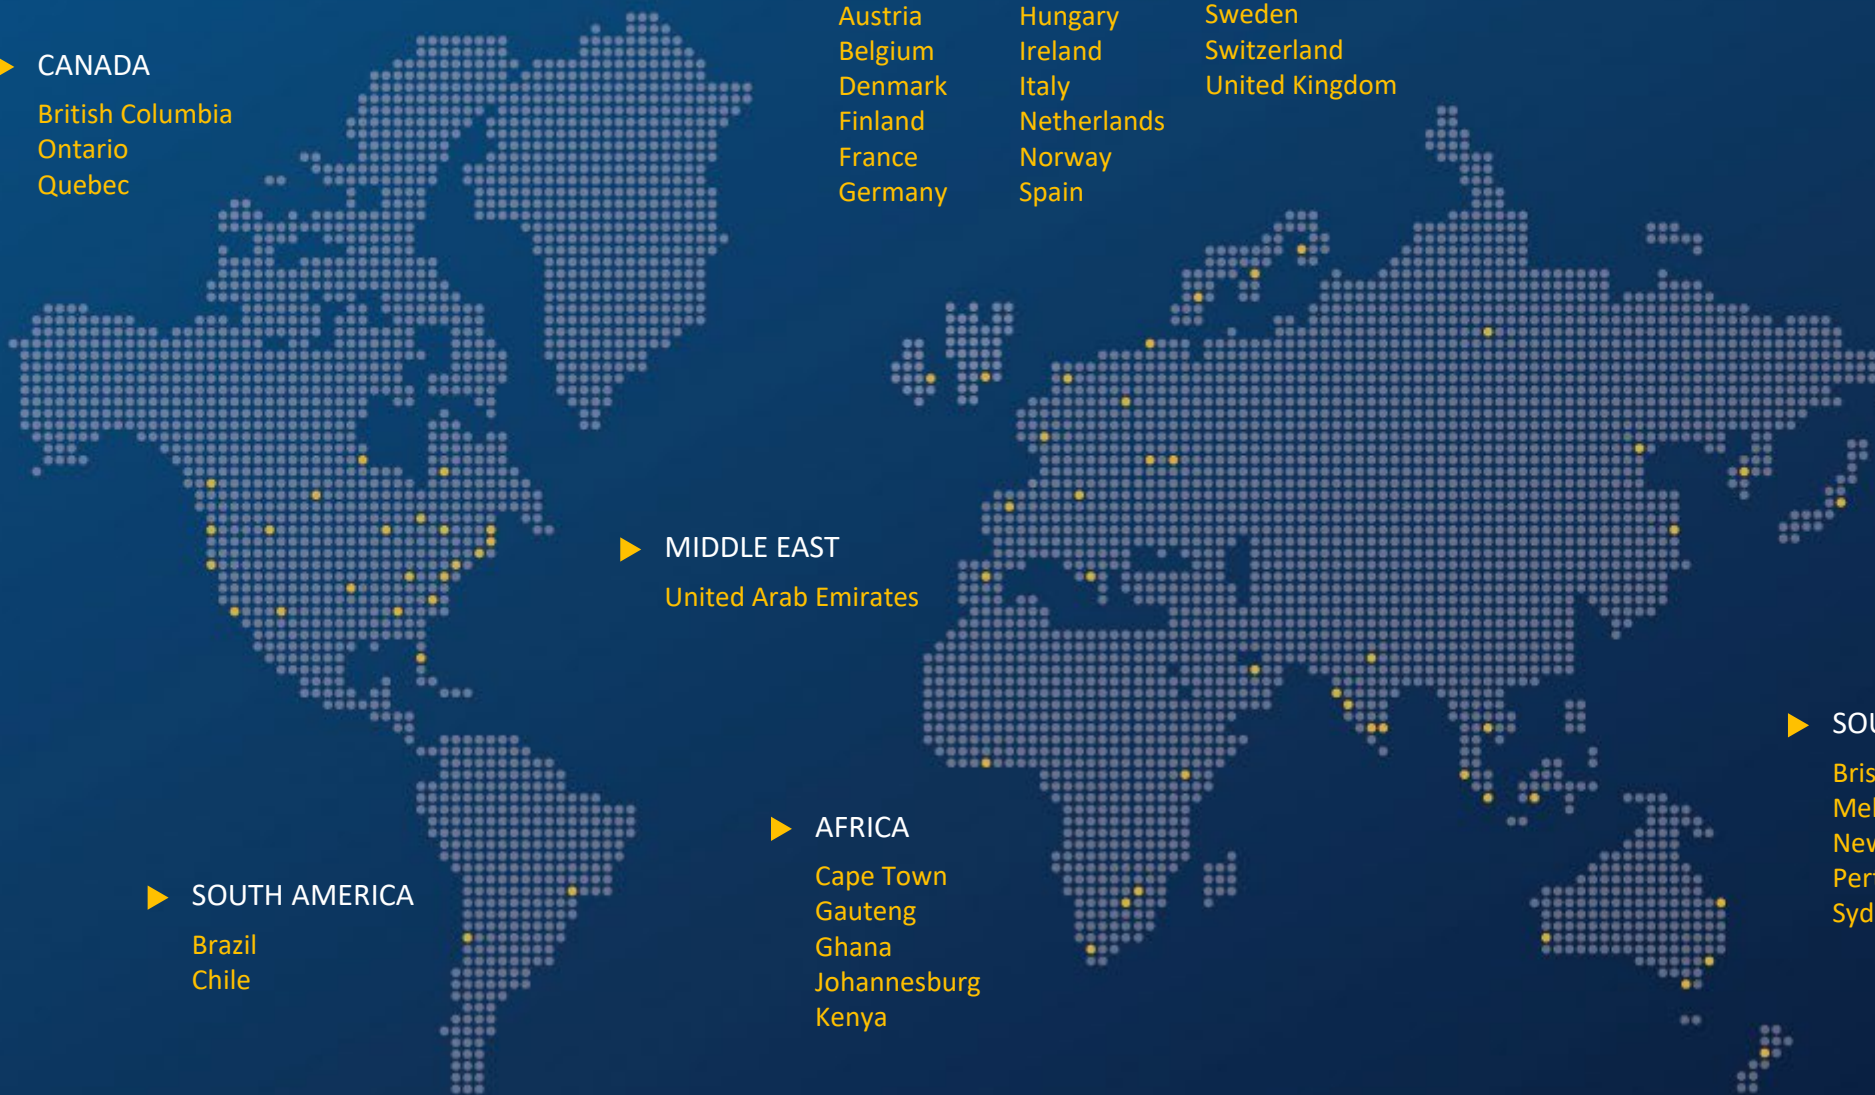 CANADA
British Columbia
Ontario
Quebec
Austria
Belgium
Denmark
Finland
France
Germany
Hungary
Ireland
Italy
Netherlands
Norway
Spain
Sweden
Switzerland
United Kingdom
MIDDLE EAST
United Arab Emirates
AFRICA
Cape Town
Gauteng
Ghana
Johannesburg
Kenya
SOUTH AMERICA
Brazil
Chile